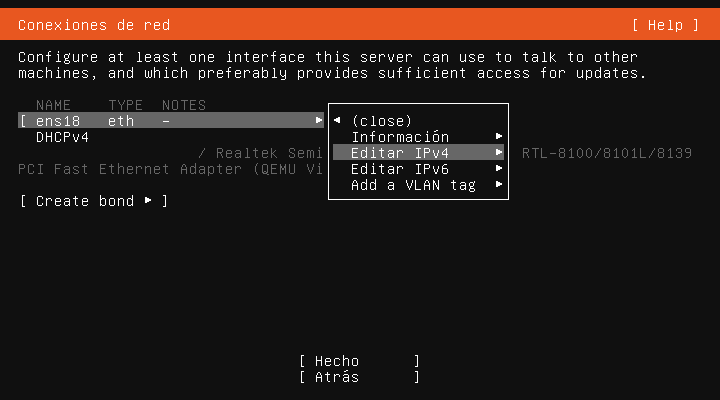 Conexiones de red [ Help ]
Configure at least one interface this server can use to talk to other
machines, and which preferably provides sufficient access for updates.
NAME TYPE NOTES
[ ens18 eth – ▸
DHCPv4
/ Realtek Semi
RTL-8100/8101L/8139
PCI Fast Ethernet Adapter (QEMU Vi
◂ (close)
Información ▸
Editar IPv4 ▸
Editar IPv6 ▸
Add a VLAN tag ▸
[ Create bond ▸ ]
[ Hecho ]
[ Atrás ]